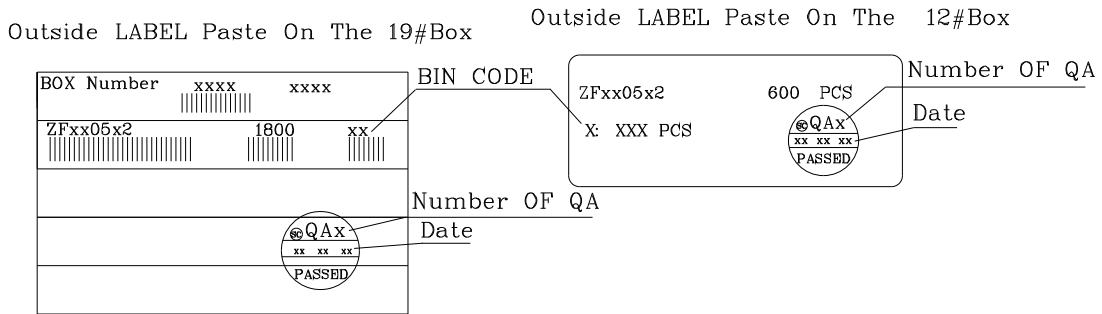 Outside LABEL Paste On The 19#Box
BOX Number xxxx xxxx
ZFxx05x2 1800 xx
BIN CODE
SC QAx
xx xx xx
PASSED
Number OF QA
Date
Outside LABEL Paste On The 12#Box
ZFxx05x2 600 PCS
X: XXX PCS
SC QAx
xx xx xx
PASSED
Number OF QA
Date